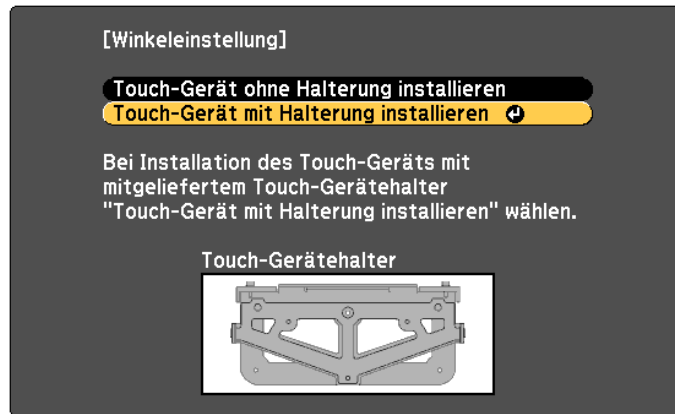 [Winkeleinstellung]
Touch-Gerät ohne Halterung installieren
Touch-Gerät mit Halterung installieren
Bei Installation des Touch-Geräts mit
mitgeliefertem Touch-Gerätehalter
"Touch-Gerät mit Halterung installieren" wählen.
Touch-Gerätehalter